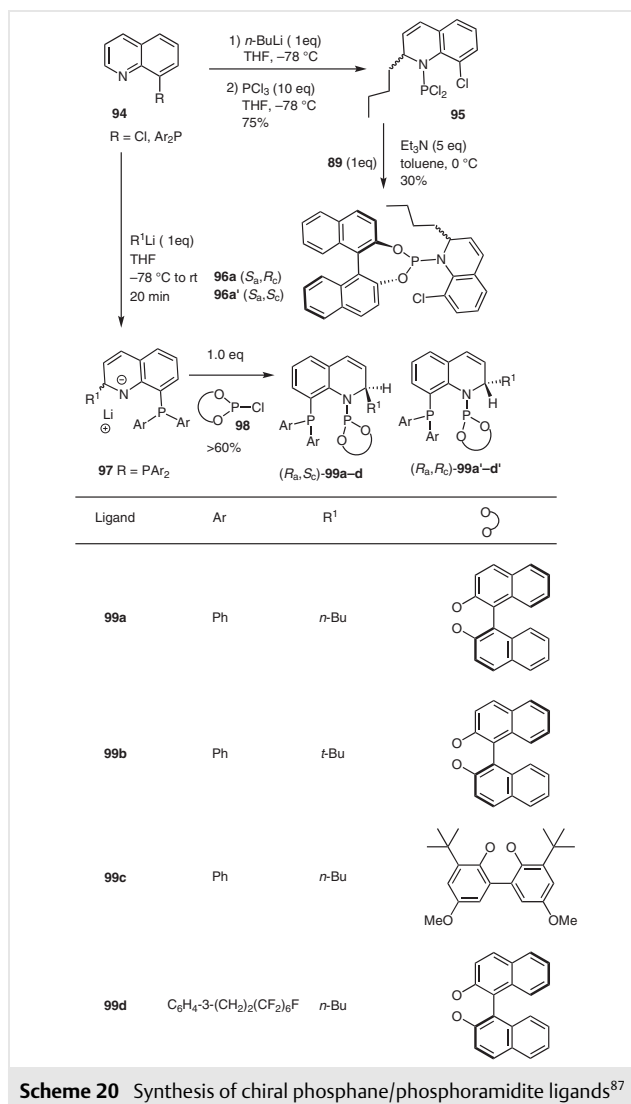 1) n-BuLi ( 1eq)
THF, –78 °C
2) PCl3 (10 eq)
THF, –78 °C
75%
N
R
94
R = Cl, Ar2P
N
Cl
PCl2
95
89 (1eq)
Et3N (5 eq)
toluene, 0 °C
30%
R1Li ( 1eq)
THF
–78 °C to rt
20 min
96a (Sa,Rc)
96a' (Sa,Sc)
O
P
N
O
Cl
R1
N
⊖
Li
⊕
P
Ar
Ar
97 R = PAr2
1.0 eq
O
P
Cl
O
98
>60%
H
R1
N
P
Ar
Ar
P
O
O
(Ra,Sc)-99a–d
R1
H
N
P
Ar
Ar
P
O
O
(Ra,Rc)-99a'–d'
Ligand Ar R1 O O
99a Ph n-Bu O O
99b Ph t-Bu O O
99c Ph n-Bu O O
MeO OMe
99d C6H4-3-(CH2)2(CF2)6F n-Bu O O
Scheme 20 Synthesis of chiral phosphane/phosphoramidite ligands87